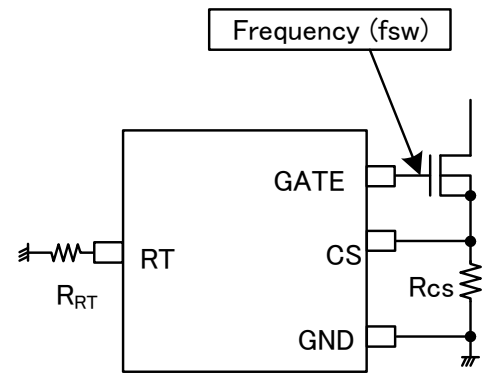 Frequency (fsw)
GATE
RT
CS
RRT
Rcs
GND